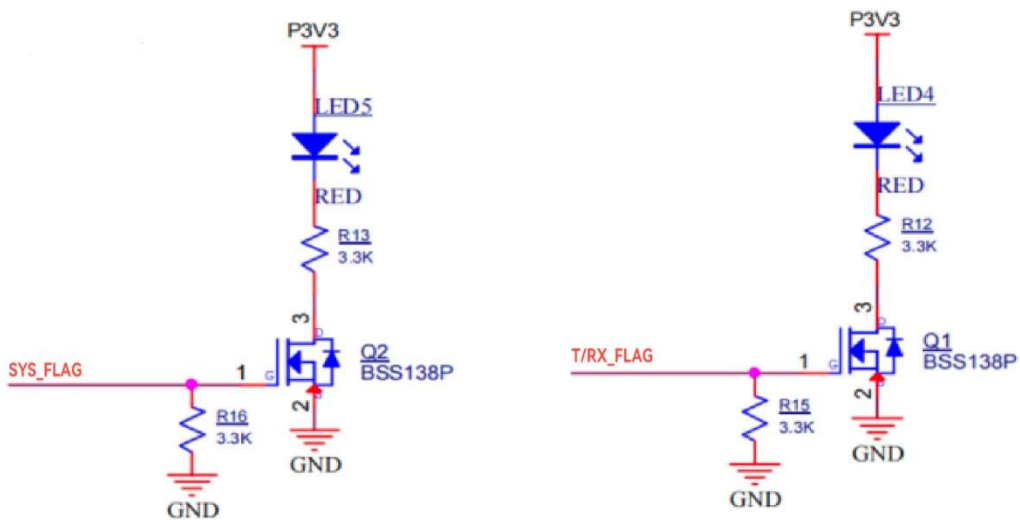 P3V3
LED5
RED
R13
3.3K
3
D
Q2
BSS138P
SYS_FLAG
1
G
2
S
R16
3.3K
GND
GND
P3V3
LED4
RED
R12
3.3K
3
D
Q1
BSS138P
T/RX_FLAG
1
G
2
S
R15
3.3K
GND
GND